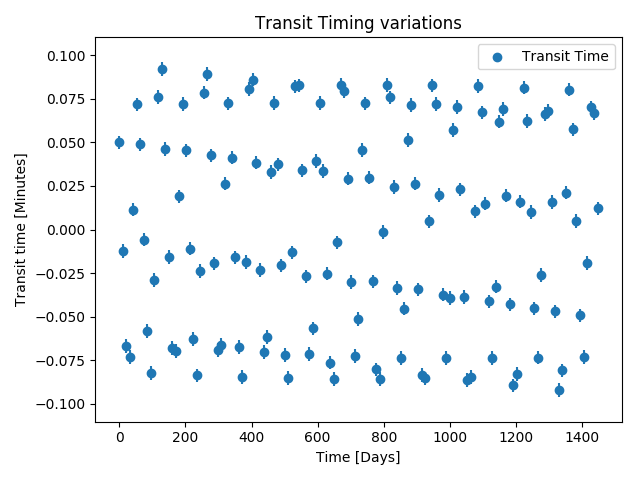 Transit Timing variations
Transit Time
Transit time [Minutes]
0.100
0.075
0.050
0.025
0.000
−0.025
−0.050
−0.075
−0.100
0 200 400 600 800 1000 1200 1400
Time [Days]